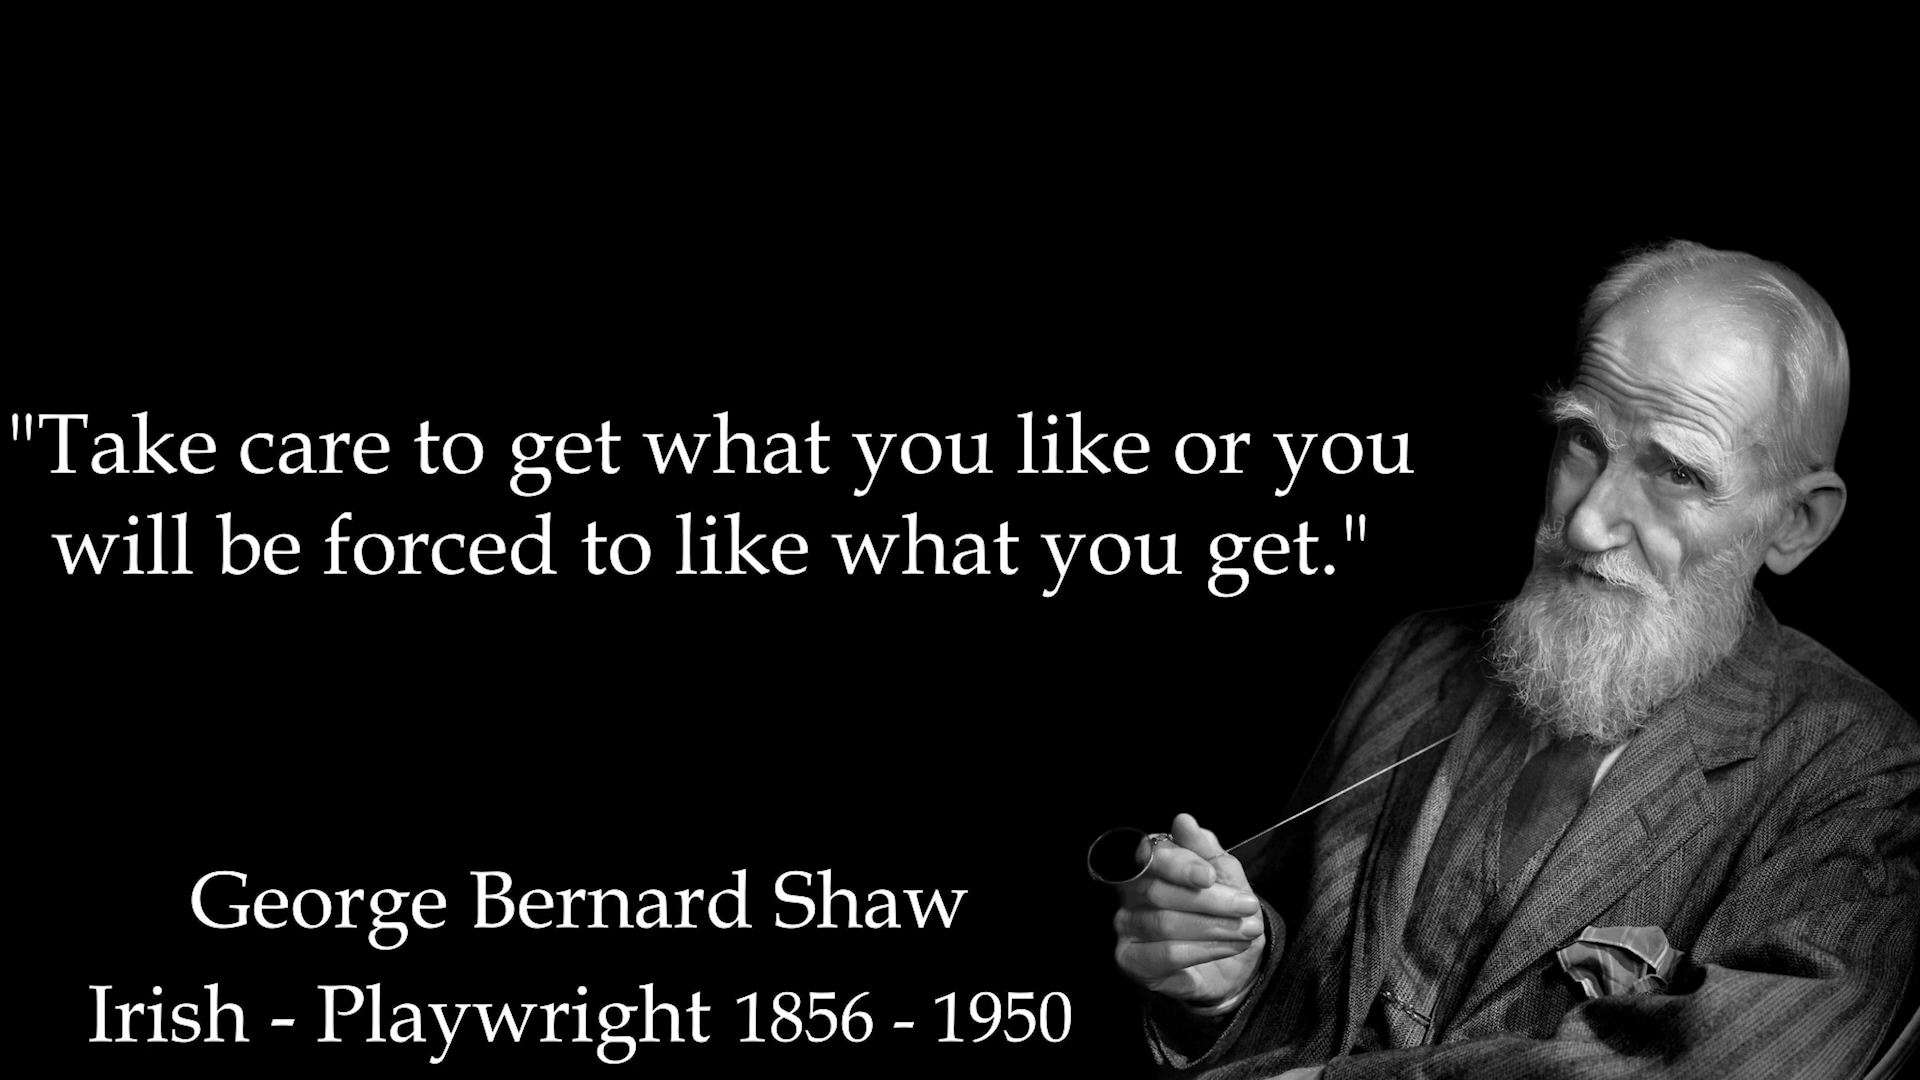 "Take care to get what you like or you
will be forced to like what you get."
George Bernard Shaw
Irish - Playwright 1856 - 1950